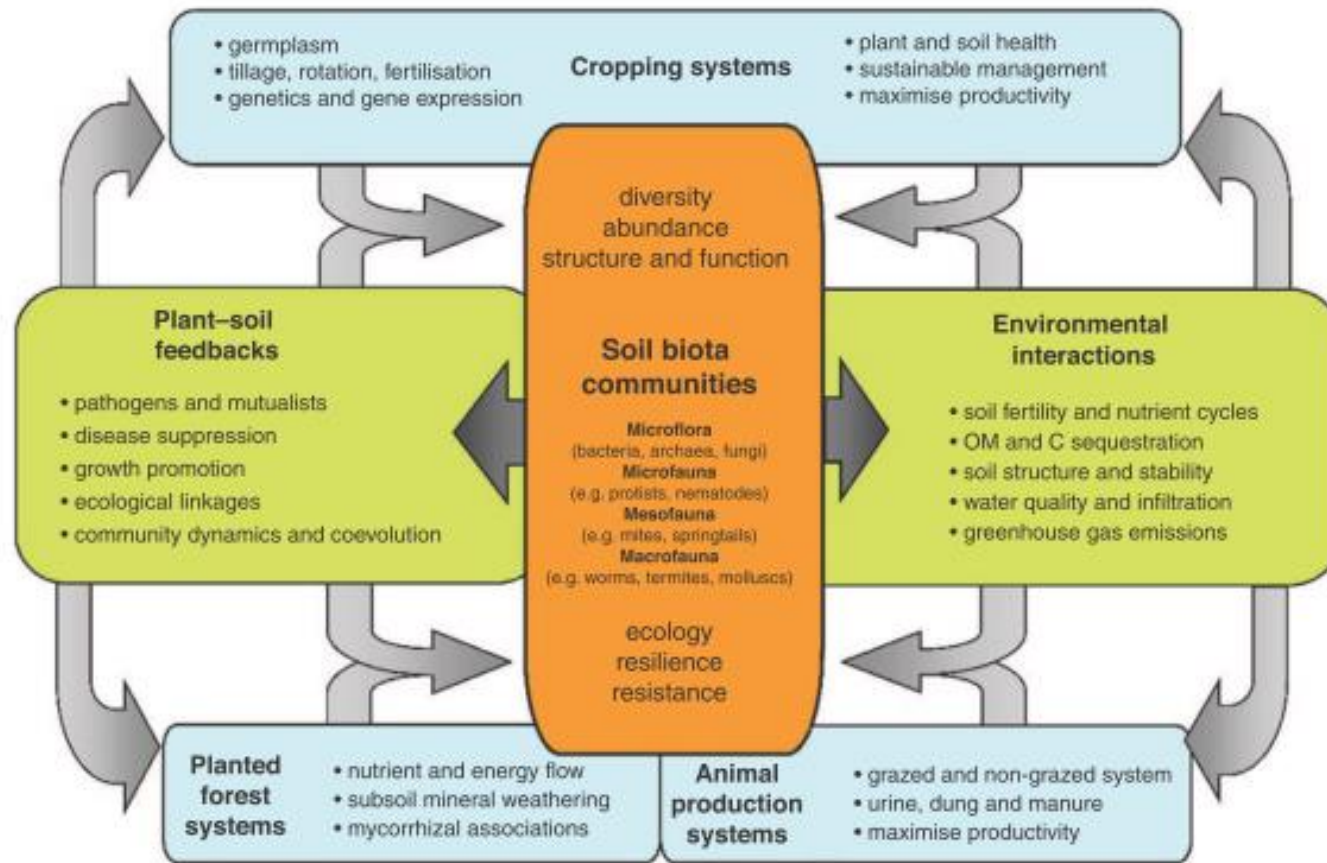 • germplasm
• tillage, rotation, fertilisation
• genetics and gene expression
Cropping systems
• plant and soil health
• sustainable management
• maximise productivity
diversity
abundance
structure and function
Plant–soil
feedbacks
• pathogens and mutualists
• disease suppression
• growth promotion
• ecological linkages
• community dynamics and coevolution
Soil biota
communities
Microflora
(bacteria, archaea, fungi)
Microfauna
(e.g. protists, nematodes)
Mesofauna
(e.g. mites, springtails)
Macrofauna
(e.g. worms, termites, molluscs)
ecology
resilience
resistance
Environmental
interactions
• soil fertility and nutrient cycles
• OM and C sequestration
• soil structure and stability
• water quality and infiltration
• greenhouse gas emissions
Planted
forest
systems
• nutrient and energy flow
• subsoil mineral weathering
• mycorrhizal associations
Animal
production
systems
• grazed and non-grazed system
• urine, dung and manure
• maximise productivity